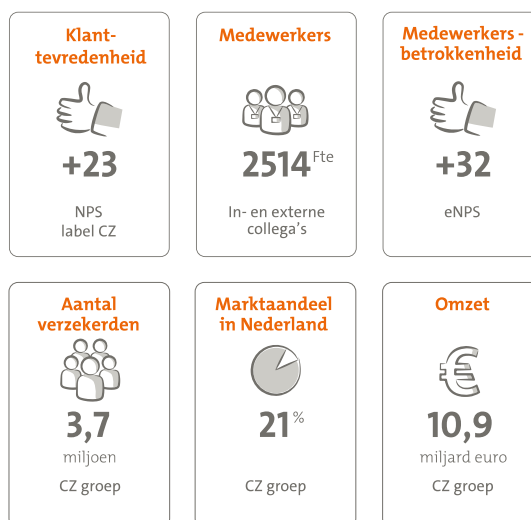 Klant-
tevredenheid
+23
NPS
label CZ
Medewerkers
2514 Fte
In- en externe
collega's
Medewerkers -
betrokkenheid
+32
eNPS
Aantal
verzekerden
3,7
miljoen
CZ groep
Marktaandeel
in Nederland
21 %
CZ groep
Omzet
10,9
miljard euro
CZ groep